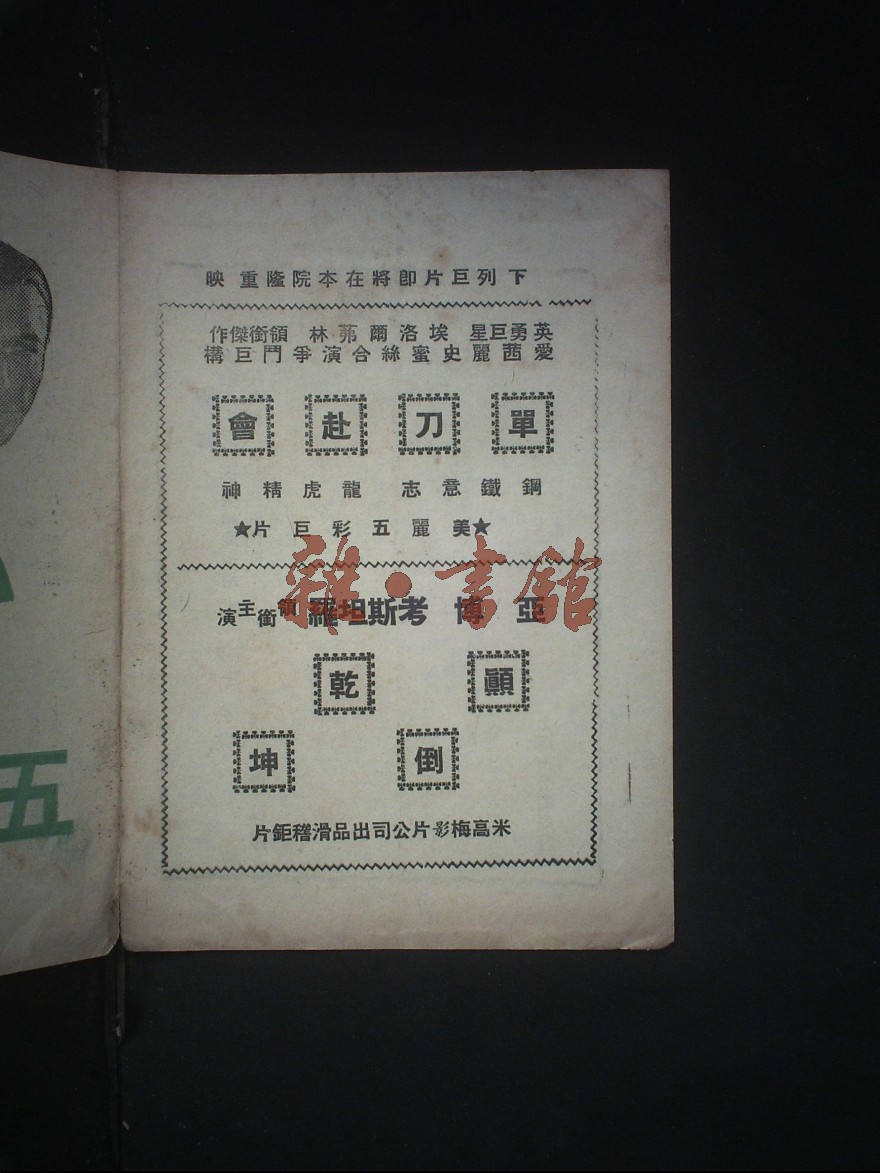 下列巨片即將在本院隆重映
英勇巨星 埃洛爾茀林 領銜傑作
愛茜麗史蜜絲合演爭鬥巨構
單刀赴會
鋼鐵意志 龍虎精神
★美麗五彩巨片★
亞博考斯坦羅領銜主演
顚
乾
倒
坤
米高梅影片公司出品滑稽鉅片
雜·書館
五